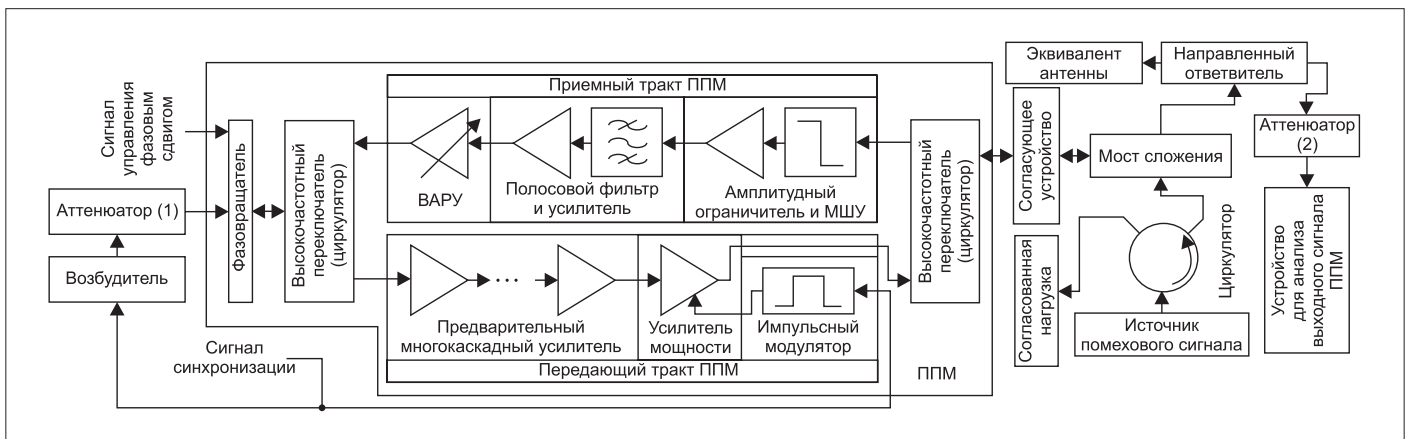 Сигнал
управления
фазовым
сдвигом
Аттенюатор (1)
Возбудитель
Сигнал
синхронизации
Фазовращатель
Высокочастотный
переключатель
(циркулятор)
Приемный тракт ППМ
ВАРУ
Полосовой фильтр
и усилитель
Амплитудный
ограничитель и МШУ
Предварительный
многокаскадный усилитель
Усилитель
мощности
Импульсный
модулятор
Передающий тракт ППМ
ППМ
Высокочастотный
переключатель
(циркулятор)
Согласующее
устройство
Согласованная
нагрузка
Эквивалент
антенны
Направленный
ответвитель
Мост сложения
Циркулятор
Источник
помехового сигнала
Аттенюатор
(2)
Устройство
для анализа
выходного сигнала
ППМ